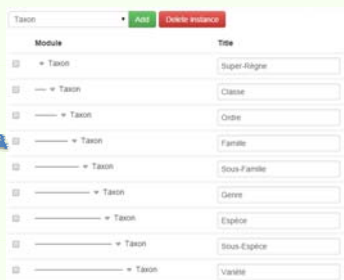 Taxon Add Delete instance
Module Title
Taxon Super-Règne
Taxon Classe
Taxon Ordre
Taxon Famille
Taxon Sous-Famille
Taxon Genre
Taxon Espèce
Taxon Sous-Espèce
Taxon Variété